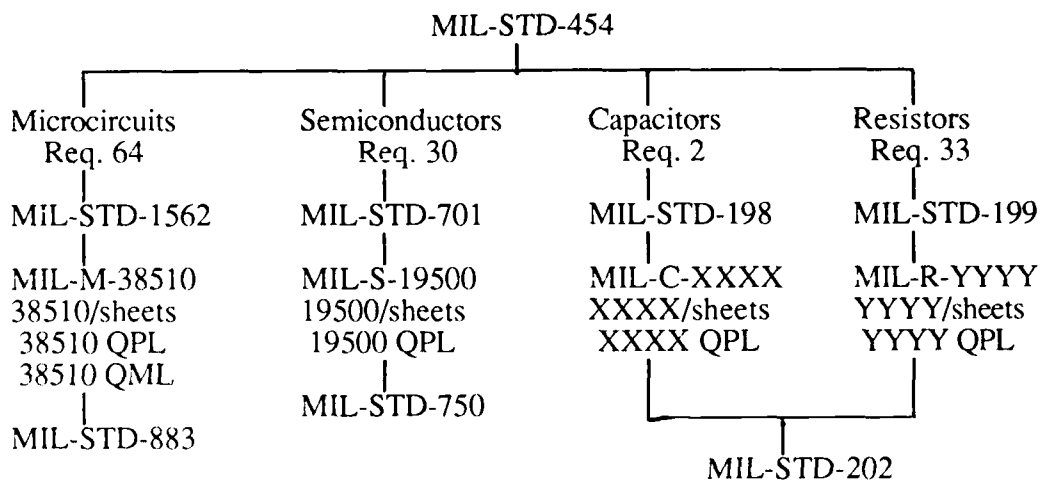 MIL-STD-454
Microcircuits
Req. 64
MIL-STD-1562
MIL-M-38510
38510/sheets
38510 QPL
38510 QML
MIL-STD-883
Semiconductors
Req. 30
MIL-STD-701
MIL-S-19500
19500/sheets
19500 QPL
MIL-STD-750
Capacitors
Req. 2
MIL-STD-198
MIL-C-XXXX
XXXX/sheets
XXXX QPL
Resistors
Req. 33
MIL-STD-199
MIL-R-YYYY
YYYY/sheets
YYYY QPL
MIL-STD-202